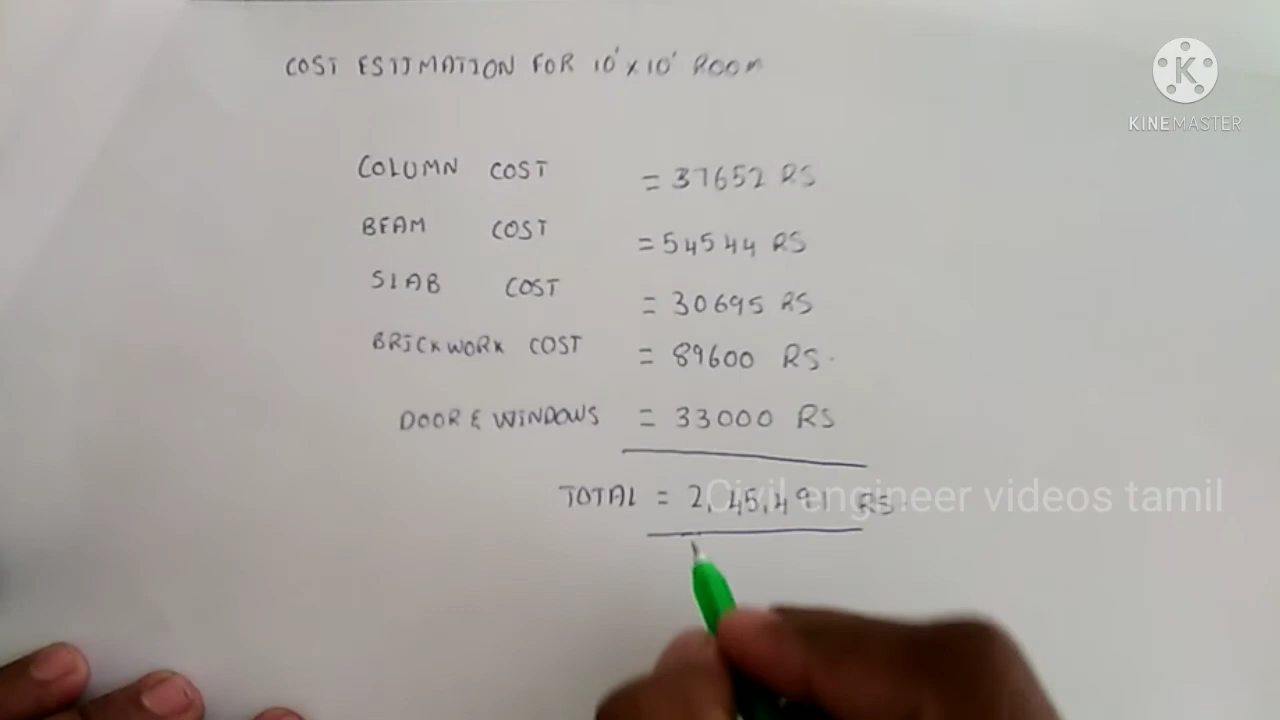 COST ESTIMATION FOR 10'x10' ROOM
KINEMASTER
COLUMN COST = 37652 RS
BEAM COST = 54544 RS
SLAB COST = 30695 RS
BRICKWORK COST = 89600 RS.
DOOR & WINDOWS = 33000 RS
TOTAL = 2,45,491 RS.
Civil engineer videos tamil